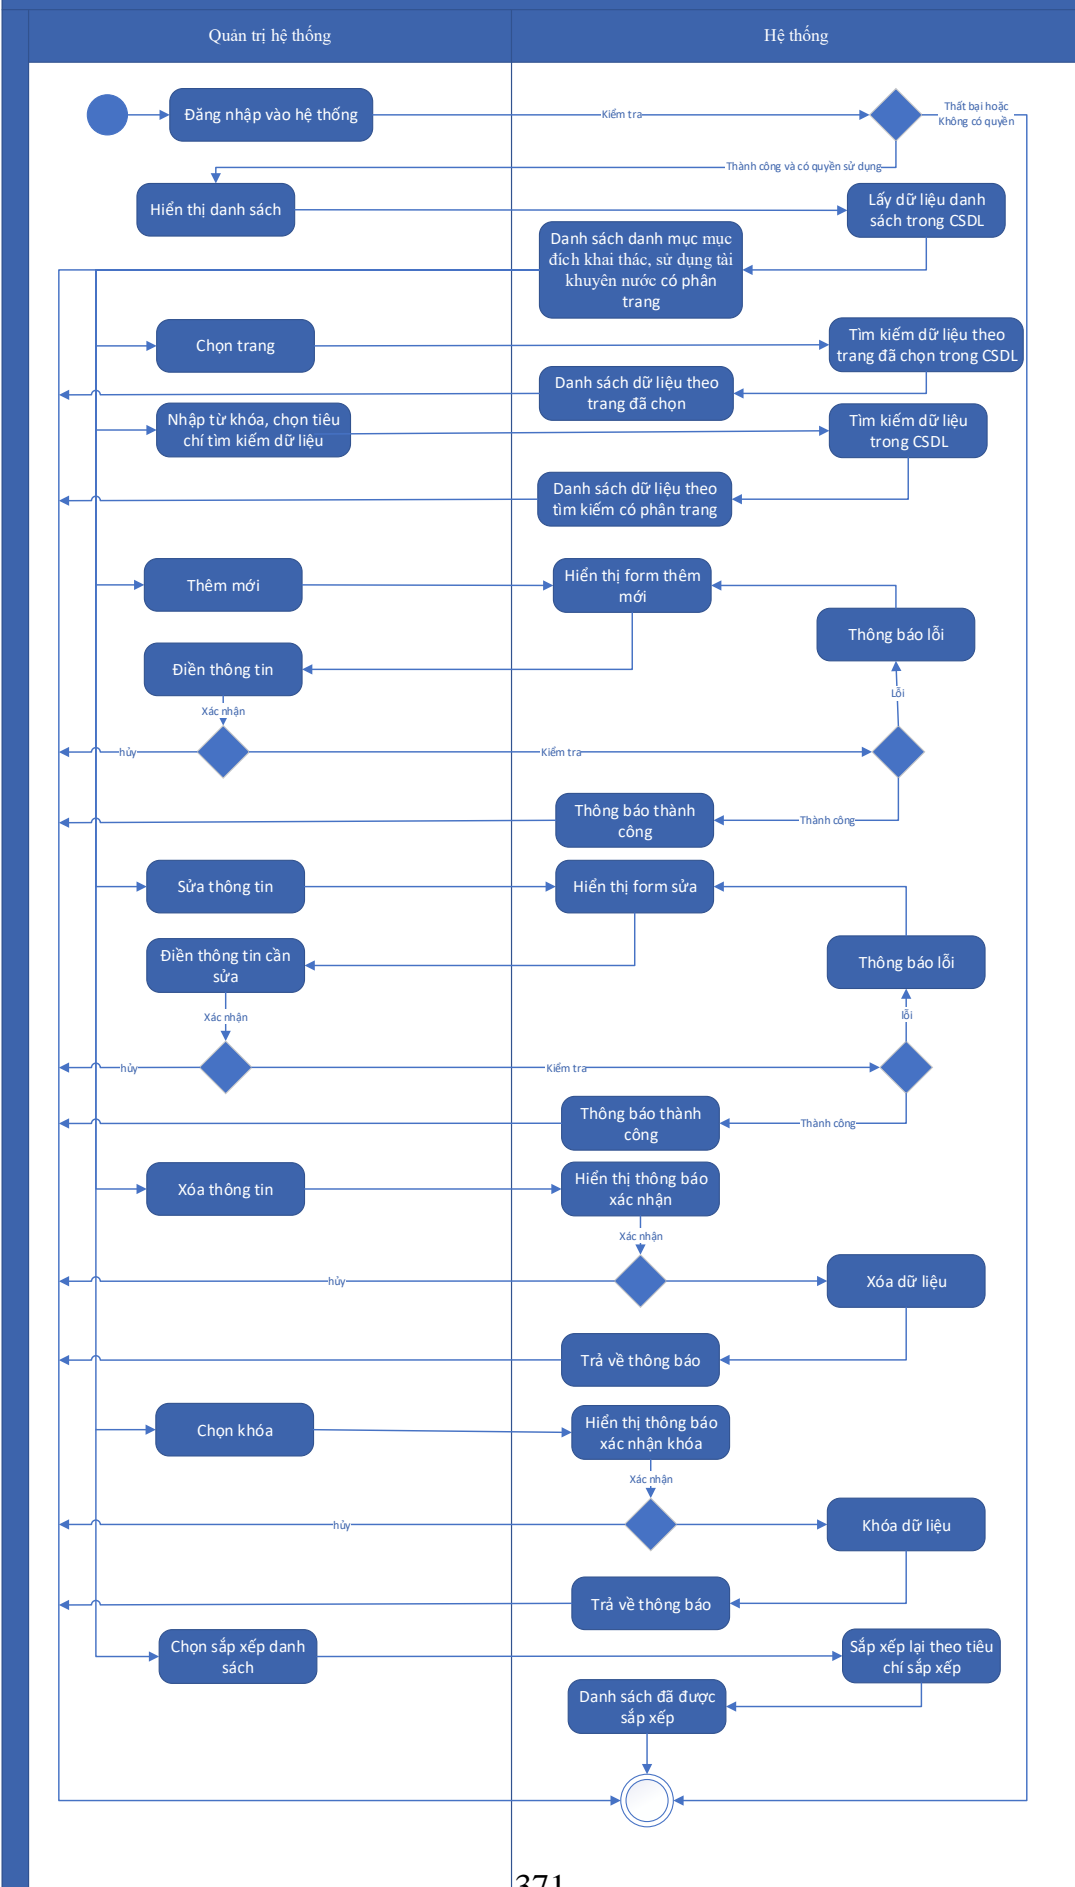 Quản trị hệ thống
Hệ thống
Đăng nhập vào hệ thống
Kiểm tra
Thất bại hoặc
Không có quyền
Thành công và có quyền sử dụng
Hiển thị danh sách
Lấy dữ liệu danh
sách trong CSDL
Danh sách danh mục mục
đích khai thác, sử dụng tài
khuyên nước có phân
trang
Chọn trang
Tìm kiếm dữ liệu theo
trang đã chọn trong CSDL
Danh sách dữ liệu theo
trang đã chọn
Nhập từ khóa, chọn tiêu
chí tìm kiếm dữ liệu
Tìm kiếm dữ liệu
trong CSDL
Danh sách dữ liệu theo
tìm kiếm có phân trang
Thêm mới
Hiển thị form thêm
mới
Thông báo lỗi
Điền thông tin
Lỗi
Xác nhận
hủy
Kiểm tra
Thông báo thành
công
Thành công
Sửa thông tin
Hiển thị form sửa
Điền thông tin cần
sửa
Thông báo lỗi
Xác nhận
lỗi
hủy
Kiểm tra
Thông báo thành
công
Thành công
Xóa thông tin
Hiển thị thông báo
xác nhận
Xác nhận
hủy
Xóa dữ liệu
Trả về thông báo
Chọn khóa
Hiển thị thông báo
xác nhận khóa
Xác nhận
hủy
Khóa dữ liệu
Trả về thông báo
Chọn sắp xếp danh
sách
Sắp xếp lại theo tiêu
chí sắp xếp
Danh sách đã được
sắp xếp
371